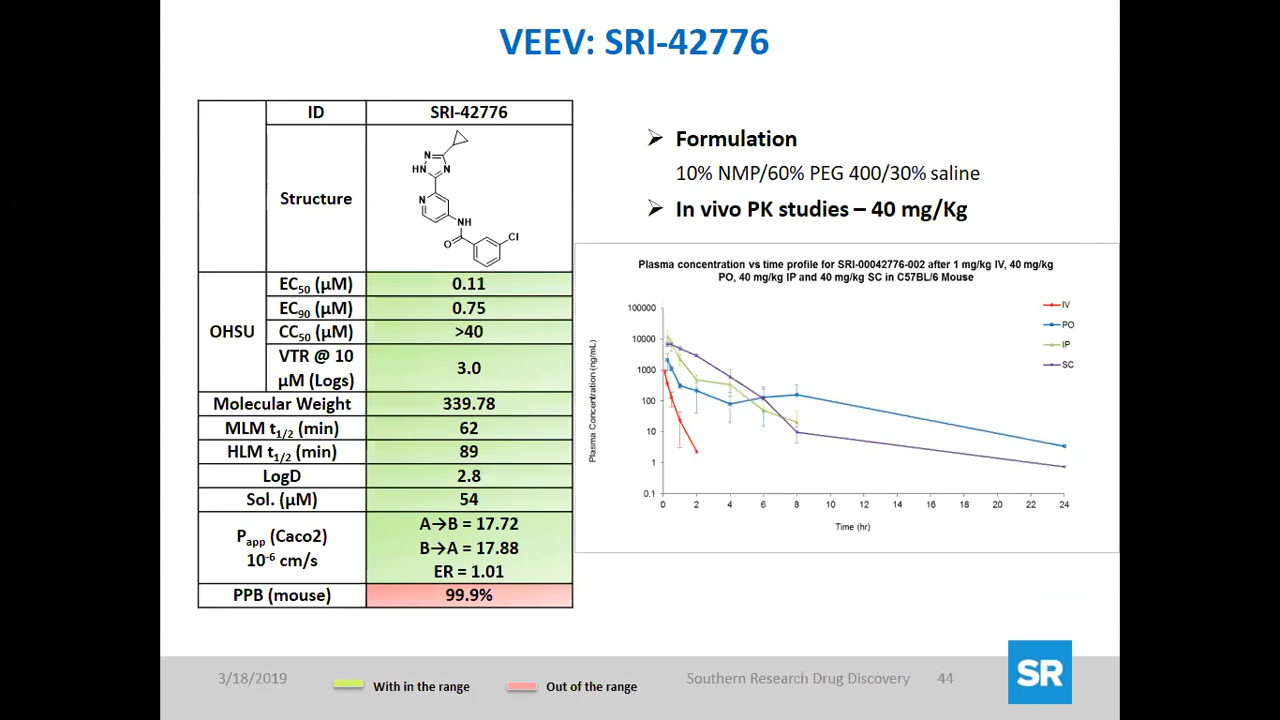 VEEV: SRI-42776
ID SRI-42776
Structure
N N
HN N
N
NH
O
Cl
OHSU
EC50 (μM) 0.11
EC90 (μM) 0.75
CC50 (μM) >40
VTR @ 10
μM (Logs)
3.0
Molecular Weight 339.78
MLM t1/2 (min) 62
HLM t1/2 (min) 89
LogD 2.8
Sol. (μM) 54
Papp (Caco2)
10-6 cm/s
A→B = 17.72
B→A = 17.88
ER = 1.01
PPB (mouse) 99.9%
➢ Formulation
10% NMP/60% PEG 400/30% saline
➢ In vivo PK studies – 40 mg/Kg
Plasma concentration vs time profile for SRI-00042776-002 after 1 mg/kg IV, 40 mg/kg
PO, 40 mg/kg IP and 40 mg/kg SC in C57BL/6 Mouse
Plasma Concentration (ng/mL)
100000
10000
1000
100
10
1
0.1
0 2 4 6 8 10 12 14 16 18 20 22 24
Time (hr)
IV
PO
IP
SC
3/18/2019
With in the range
Out of the range
Southern Research Drug Discovery 44
SR